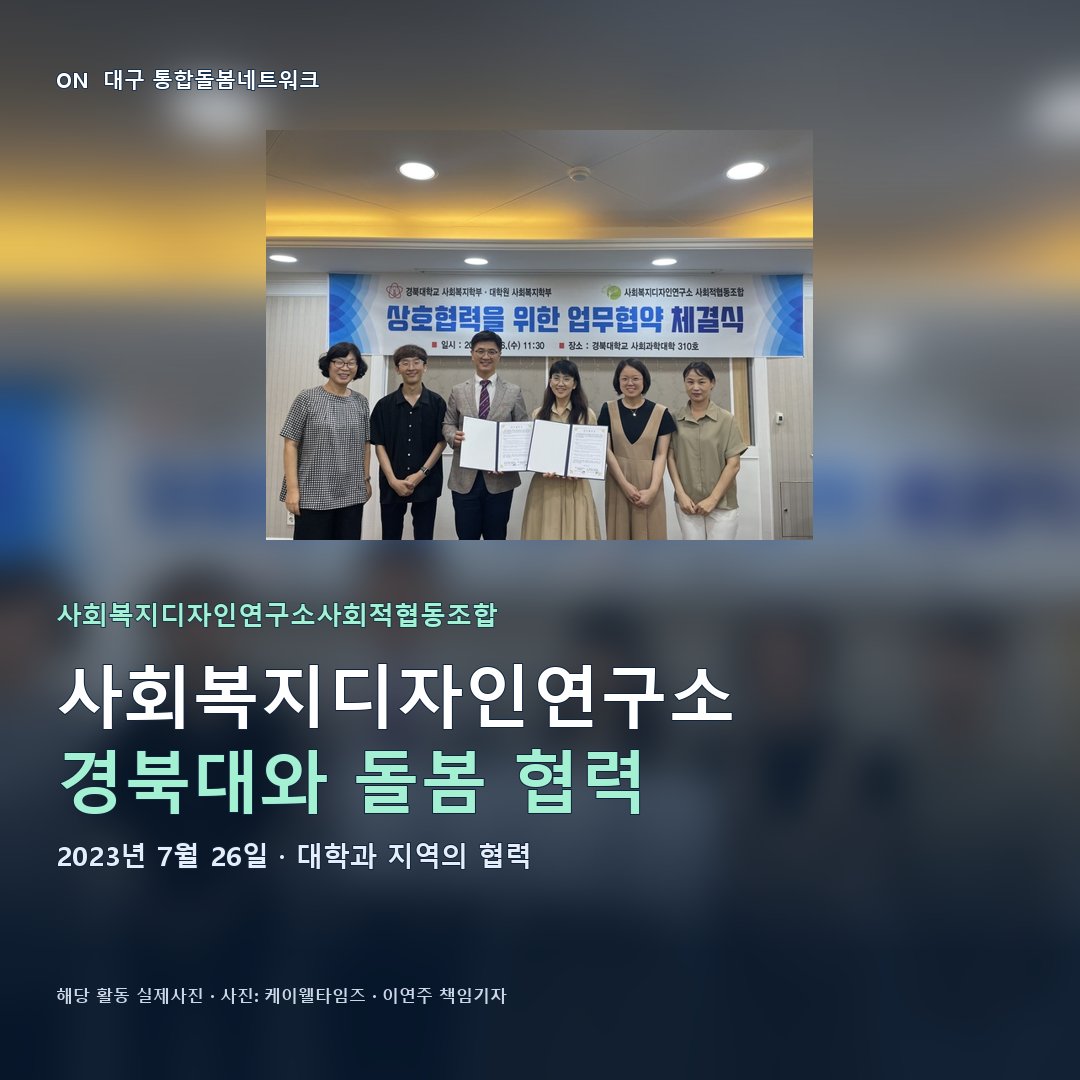 ON 대구 통합돌봄네트워크
경북대학교 사회복지학부 · 대학원 사회복지학부
사회복지디자인연구소 사회적협동조합
상호협력을 위한 업무협약 체결식
■ 일시 : 20 6.(수) 11:30 ■ 장소 : 경북대학교 사회과학대학 310호
사회복지디자인연구소사회적협동조합
사회복지디자인연구소
경북대와 돌봄 협력
2023년 7월 26일 · 대학과 지역의 협력
해당 활동 실제사진 · 사진: 케이웰타임즈 · 이연주 책임기자